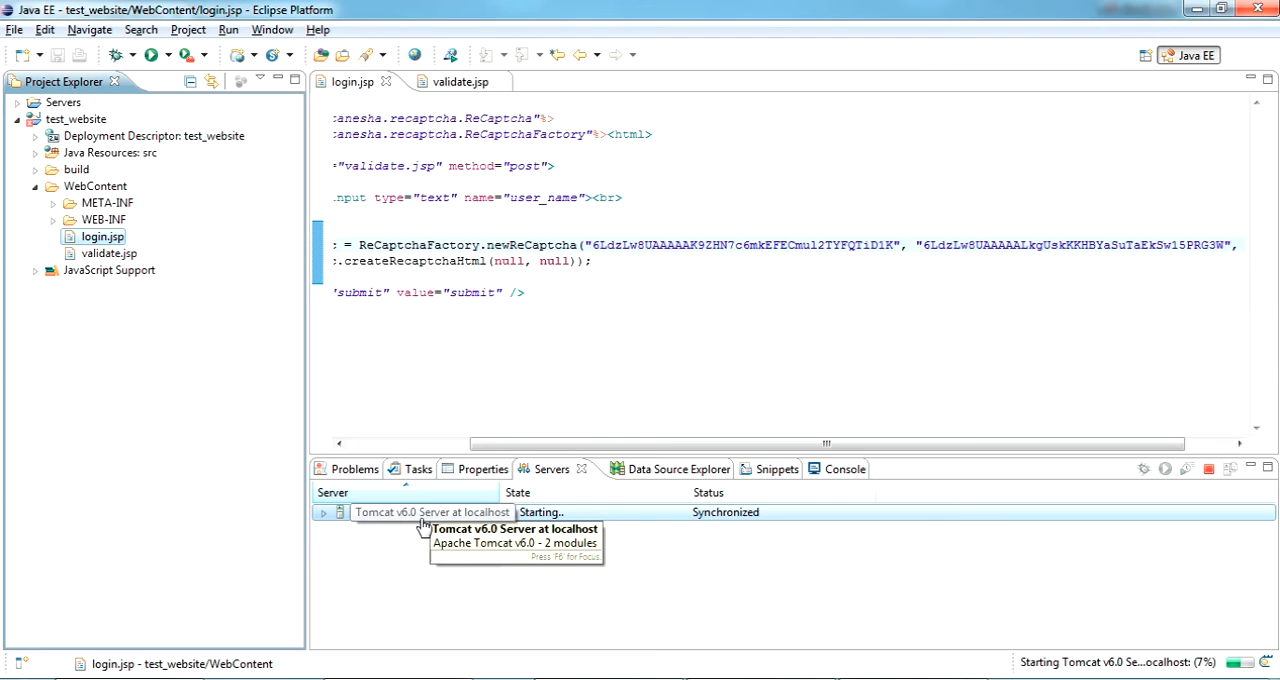 Java EE - test_website/WebContent/login.jsp - Eclipse Platform
File Edit Navigate Search Project Run Window Help
Java EE
Project Explorer
login.jsp validate.jsp
Servers
test_website
Deployment Descriptor: test_website
Java Resources: src
build
WebContent
META-INF
WEB-INF
login.jsp
validate.jsp
JavaScript Support
:anesha.recaptcha.ReCaptcha"%>
:anesha.recaptcha.ReCaptchaFactory"%><html>
="validate.jsp" method="post">
.nput type="text" name="user_name"><br>
: = ReCaptchaFactory.newReCaptcha("6LdzLw8UAAAAAK9ZHN7c6mkEFECmul2TYFQTiD1K", "6LdzLw8UAAAAALkgUskKKHBYaSuTaEkSw15PRG3W",
:.createRecaptchaHtml(null, null));
'submit" value="submit" />
Problems Tasks Properties Servers Data Source Explorer Snippets Console
Server State Status
Tomcat v6.0 Server at localhost Starting.. Synchronized
Tomcat v6.0 Server at localhost
Apache Tomcat v6.0 - 2 modules
Press 'F6' for Focus.
login.jsp - test_website/WebContent
Starting Tomcat v6.0 Se...ocalhost: (7%)